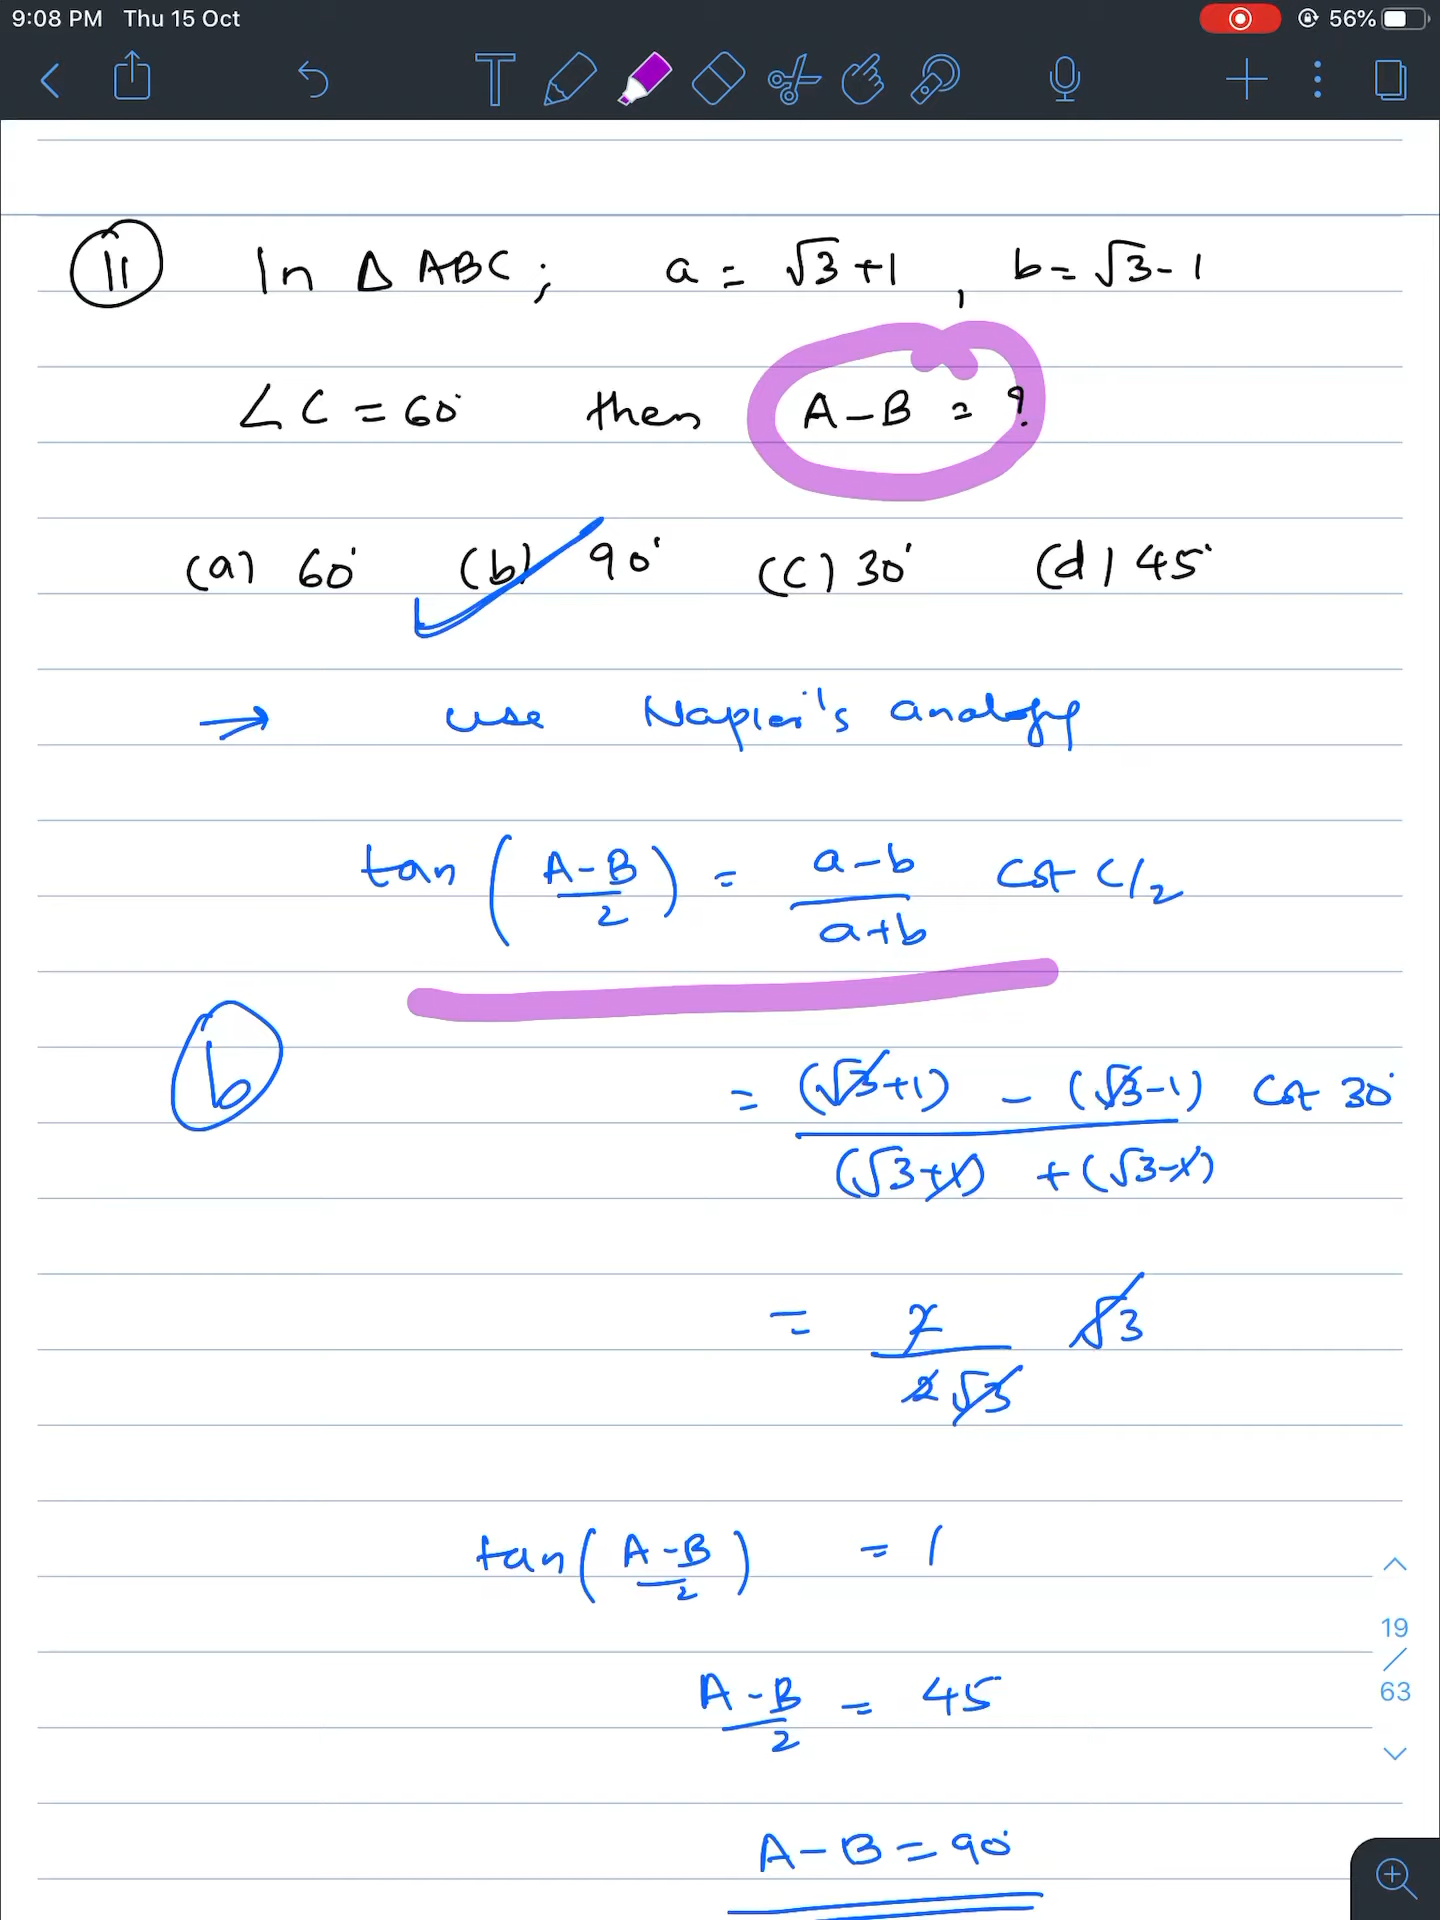 9:08 PM Thu 15 Oct 56%
11 In Δ ABC; a = √3+1, b = √3-1
∠C = 60° then A-B = ?
(a) 60° (b) 90° (c) 30° (d) 45°
→ use Napier's analogy
tan (A-B/2) = a-b/a+b cot C/2
b
= (√3+1) - (√3-1)/(√3+1) + (√3-1) cot 30°
= 2/2√3 √3
tan (A-B/2) = 1
19
/
63
A-B/2 = 45
A-B = 90°